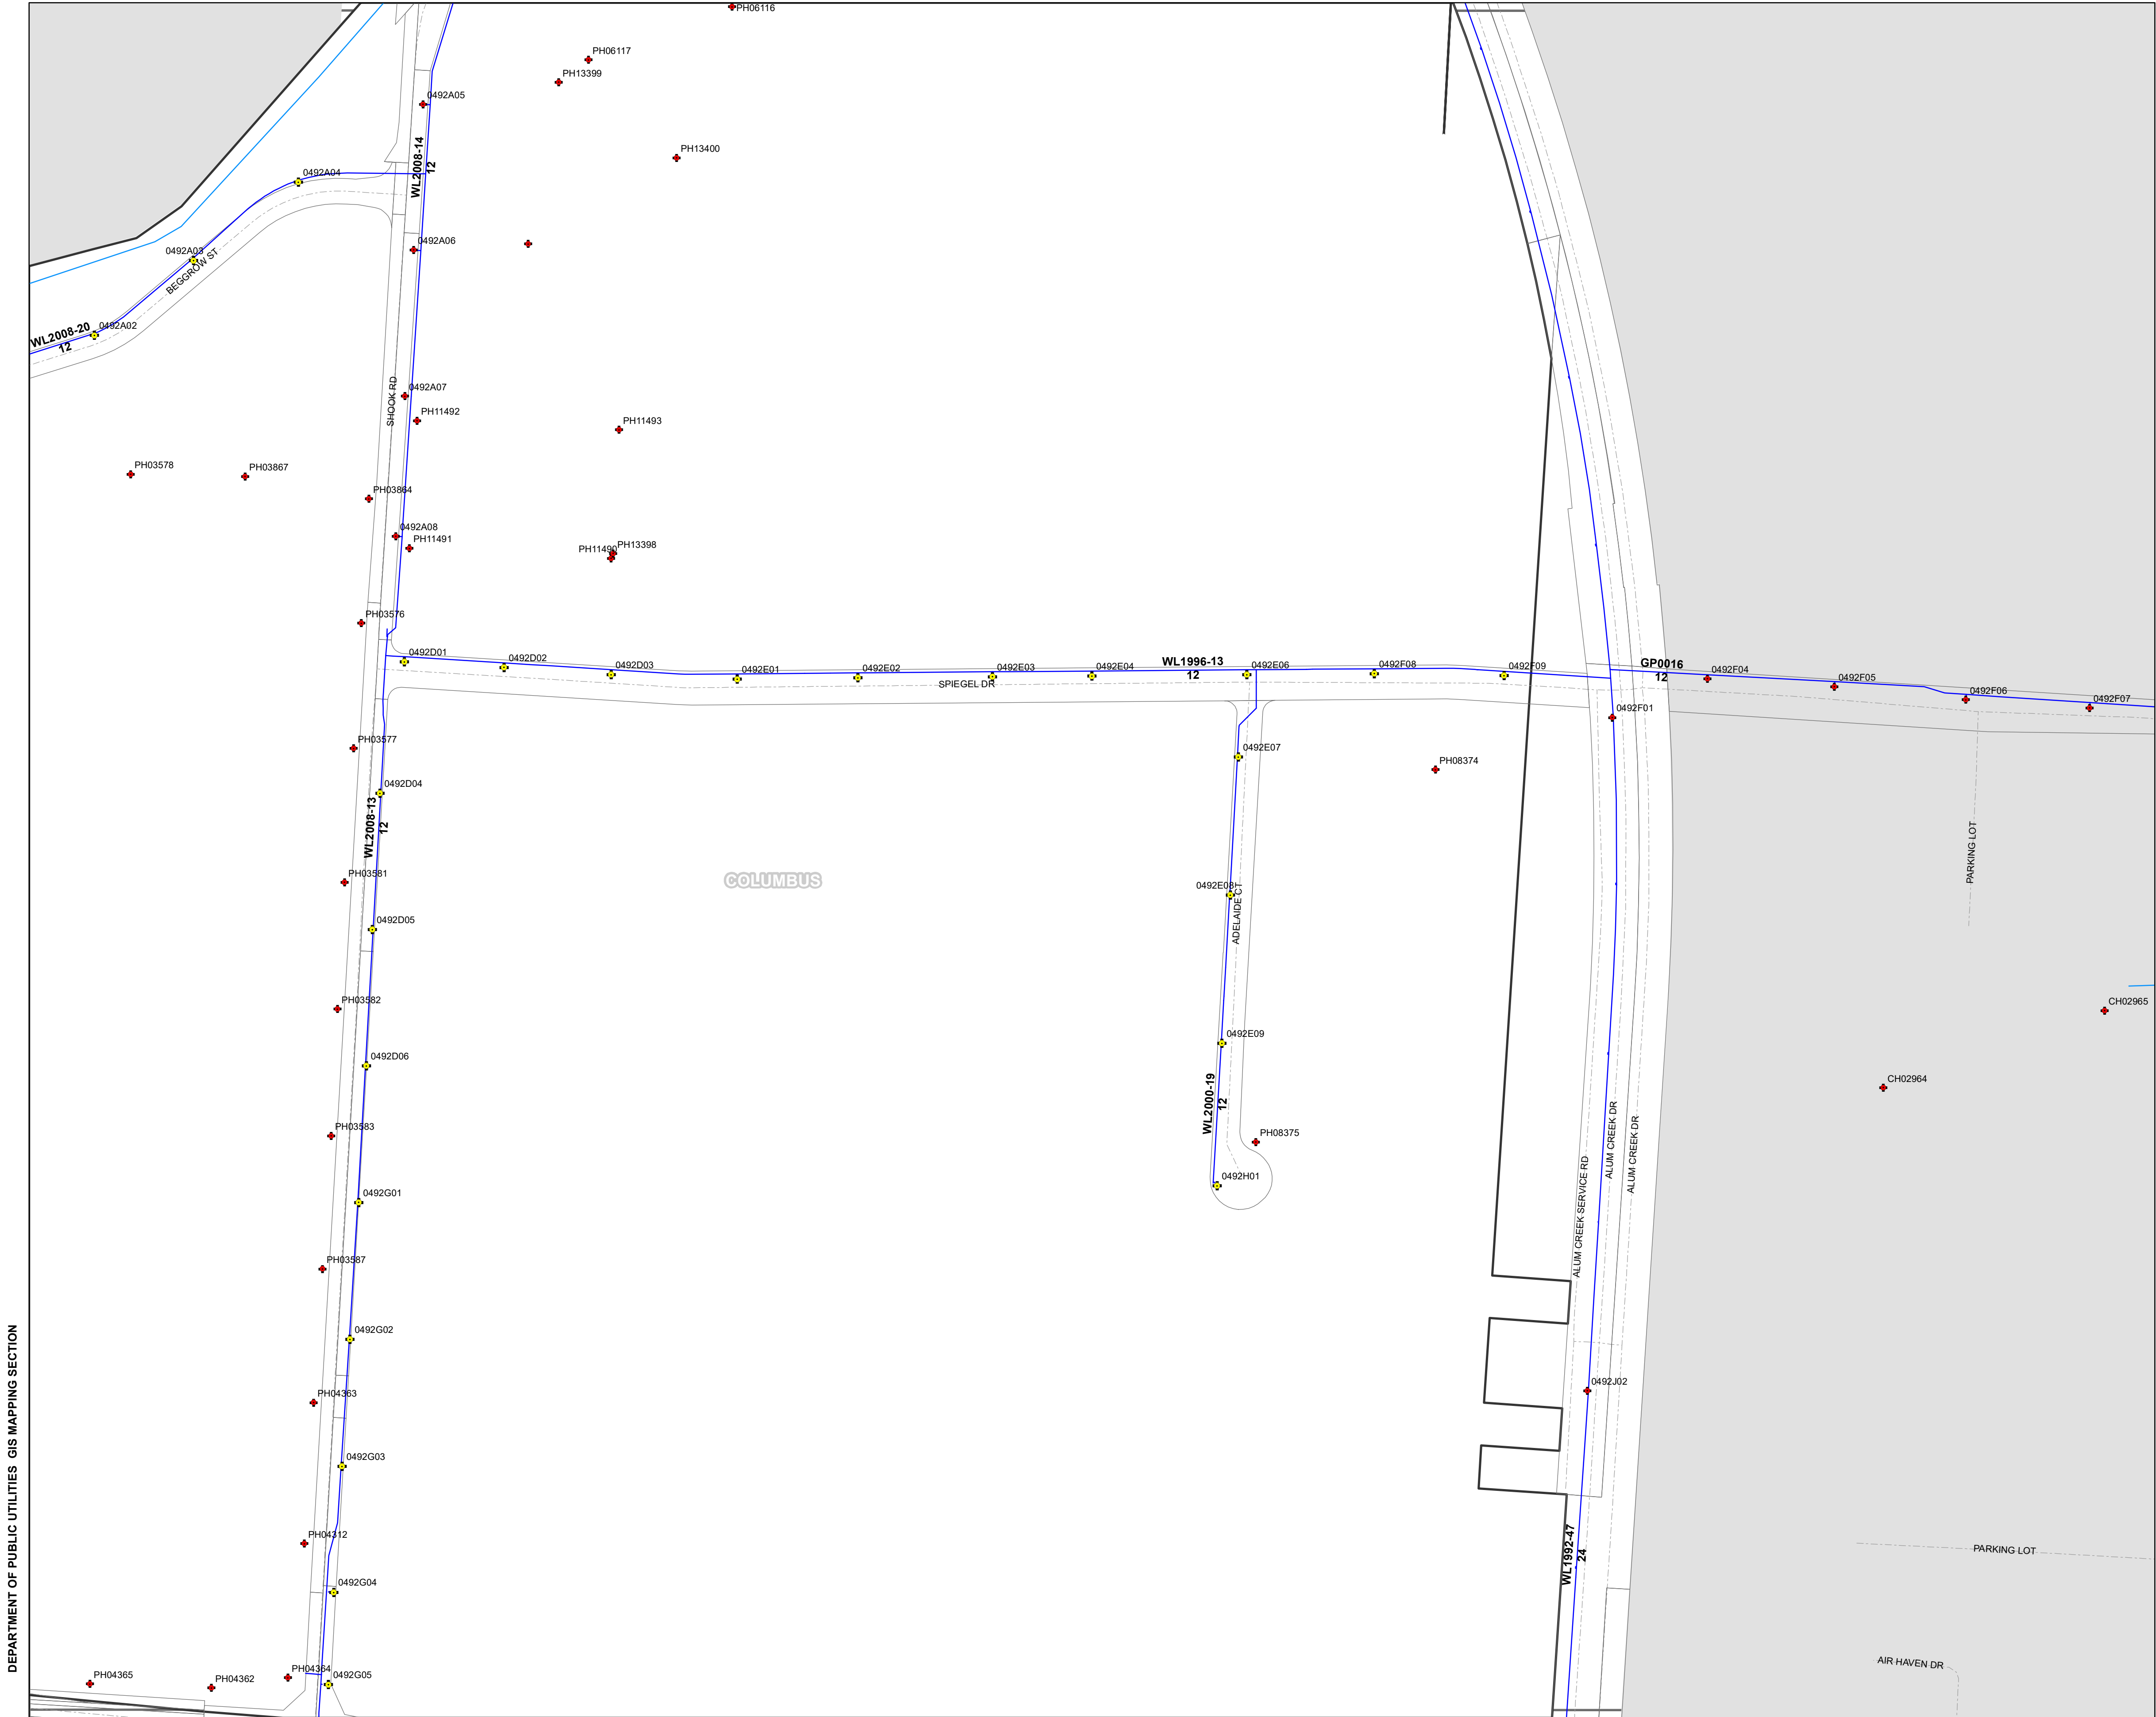 PH06116
PH06117
PH13399
0492A05
WL2008-14
12
PH13400
0492A04
0492A06
0492A03
BEGGROW ST
WL2008-20
12
0492A02
SHOOK RD
0492A07
PH11492
PH11493
PH03578
PH03867
PH03864
0492A08
PH11491
PH11490
PH13398
PH03576
0492D01
0492D02
0492D03
0492E01
0492E02
0492E03
0492E04
WL1996-13
12
0492E06
0492F08
0492F09
GP0016
12
0492F04
0492F05
0492F06
0492F07
SPIEGEL DR
0492F01
PH03577
0492E07
PH08374
0492D04
WL2008-13
12
PARKING LOT
COLUMBUS
PH03581
0492E08
ADELAIDE CT
0492D05
PH03582
CH02965
0492E09
0492D06
CH02964
WL2000-19
12
PH03583
PH08375
ALUM CREEK SERVICE RD
ALUM CREEK DR
ALUM CREEK DR
0492H01
0492G01
PH03587
0492G02
DEPARTMENT OF PUBLIC UTILITIES GIS MAPPING SECTION
0492J02
PH04363
0492G03
PH04312
WL1992-47
24
PARKING LOT
0492G04
AIR HAVEN DR
PH04365
PH04362
PH04364
0492G05